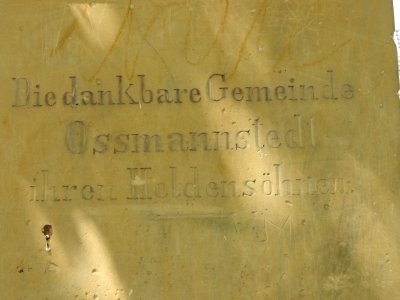 Die dankbare Gemeinde
Ossmannstedt
ihren Heldensöhnen.